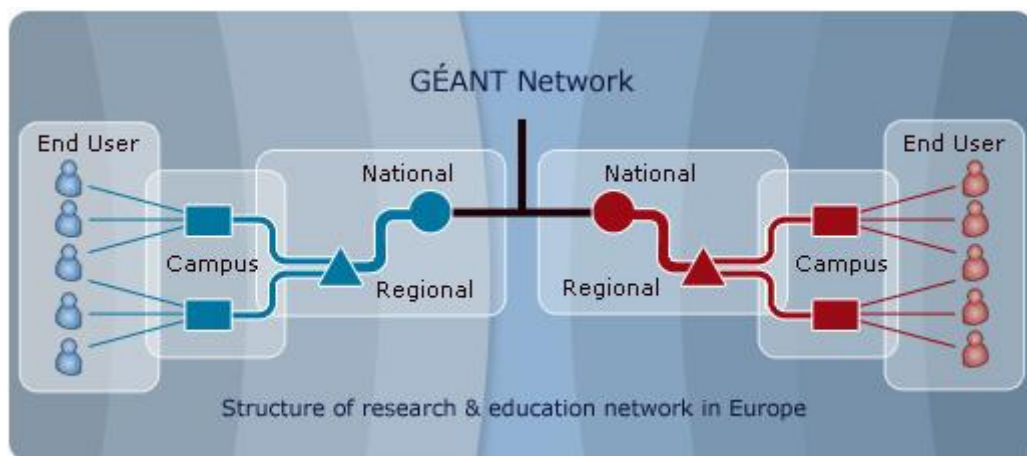 GÉANT Network
End User
End User
National
National
Campus
Campus
Regional
Regional
Structure of research & education network in Europe